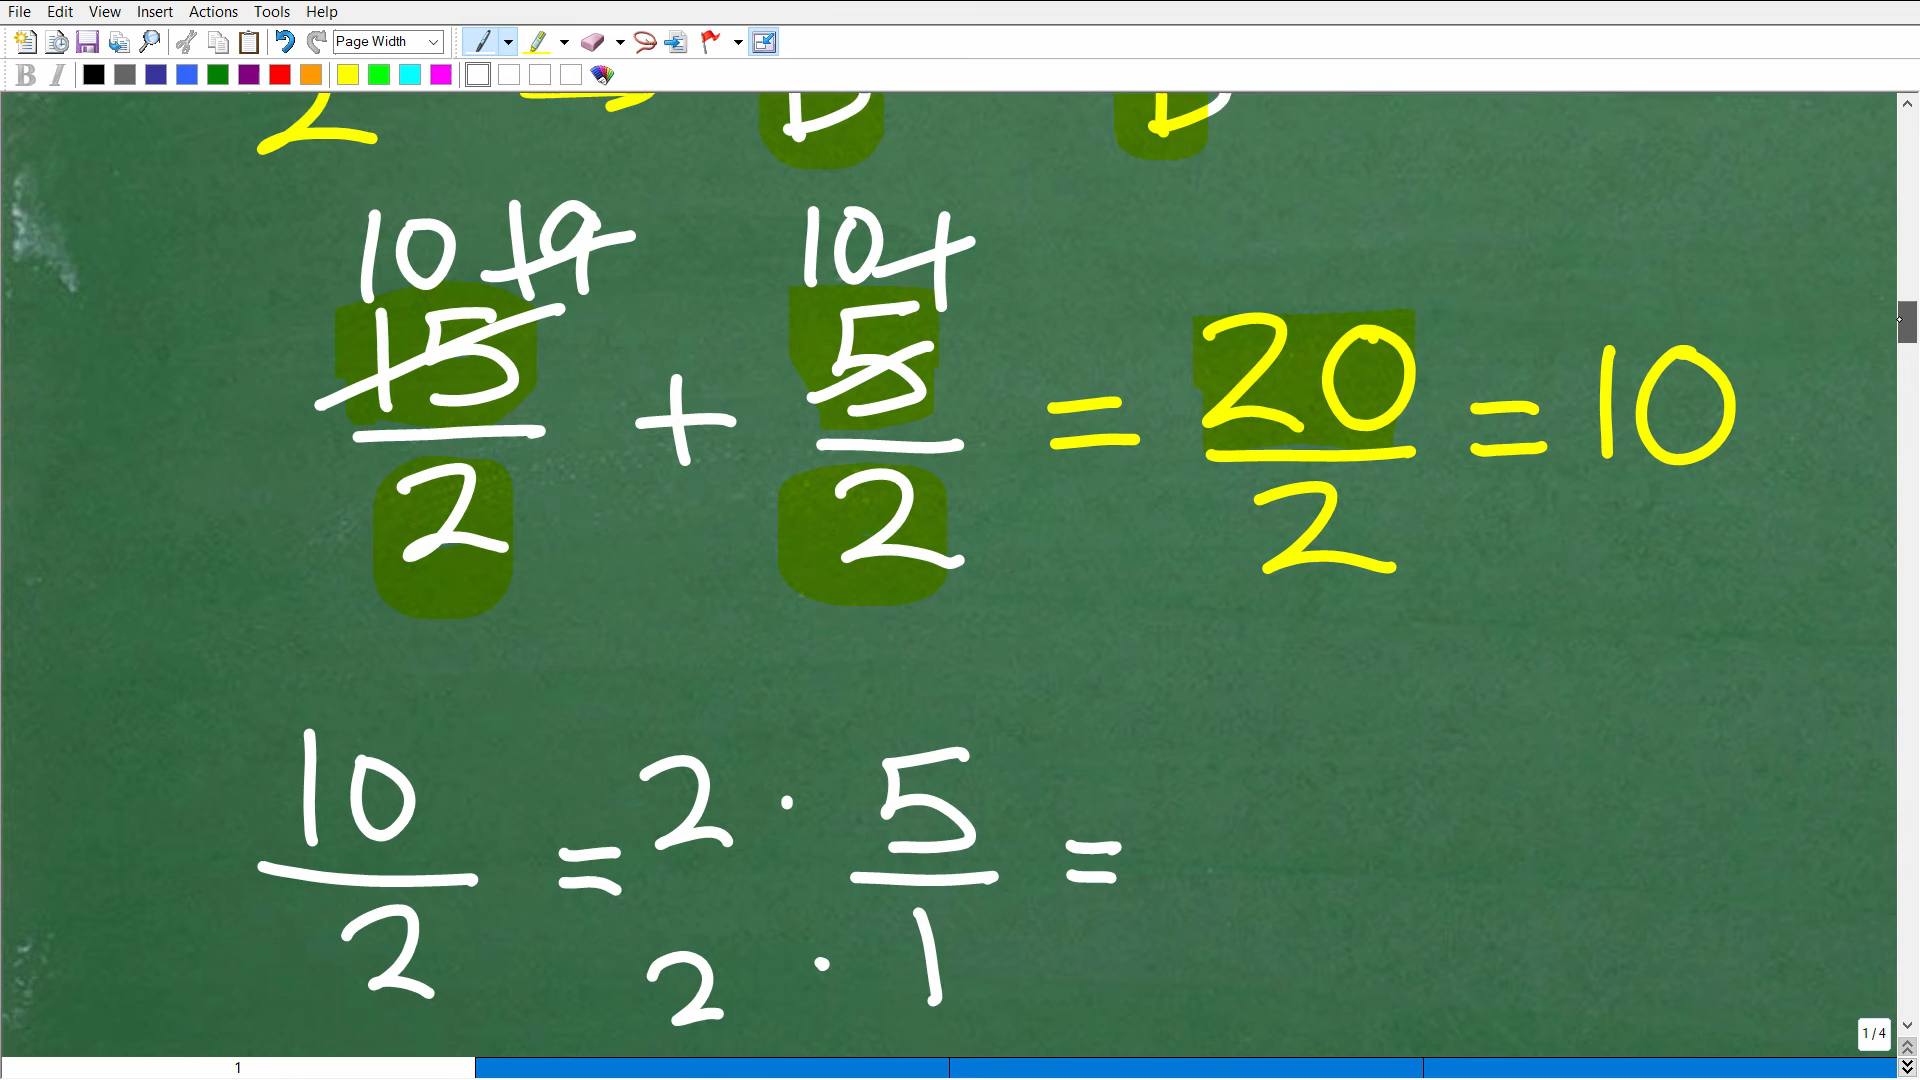 File Edit View Insert Actions Tools Help
Page Width
B I
2 =
10 19 10 1
15/2 + 5/2 = 20/2 = 10
10/2 = 2 · 5 / 2 · 1 =
1/4
1